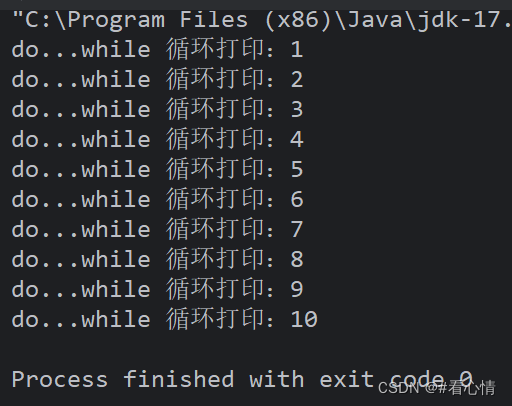 "C:\Program Files (x86)\Java\jdk-17.
do...while 循环打印：1
do...while 循环打印：2
do...while 循环打印：3
do...while 循环打印：4
do...while 循环打印：5
do...while 循环打印：6
do...while 循环打印：7
do...while 循环打印：8
do...while 循环打印：9
do...while 循环打印：10
Process finished with exit code 0
CSDN @#看心情